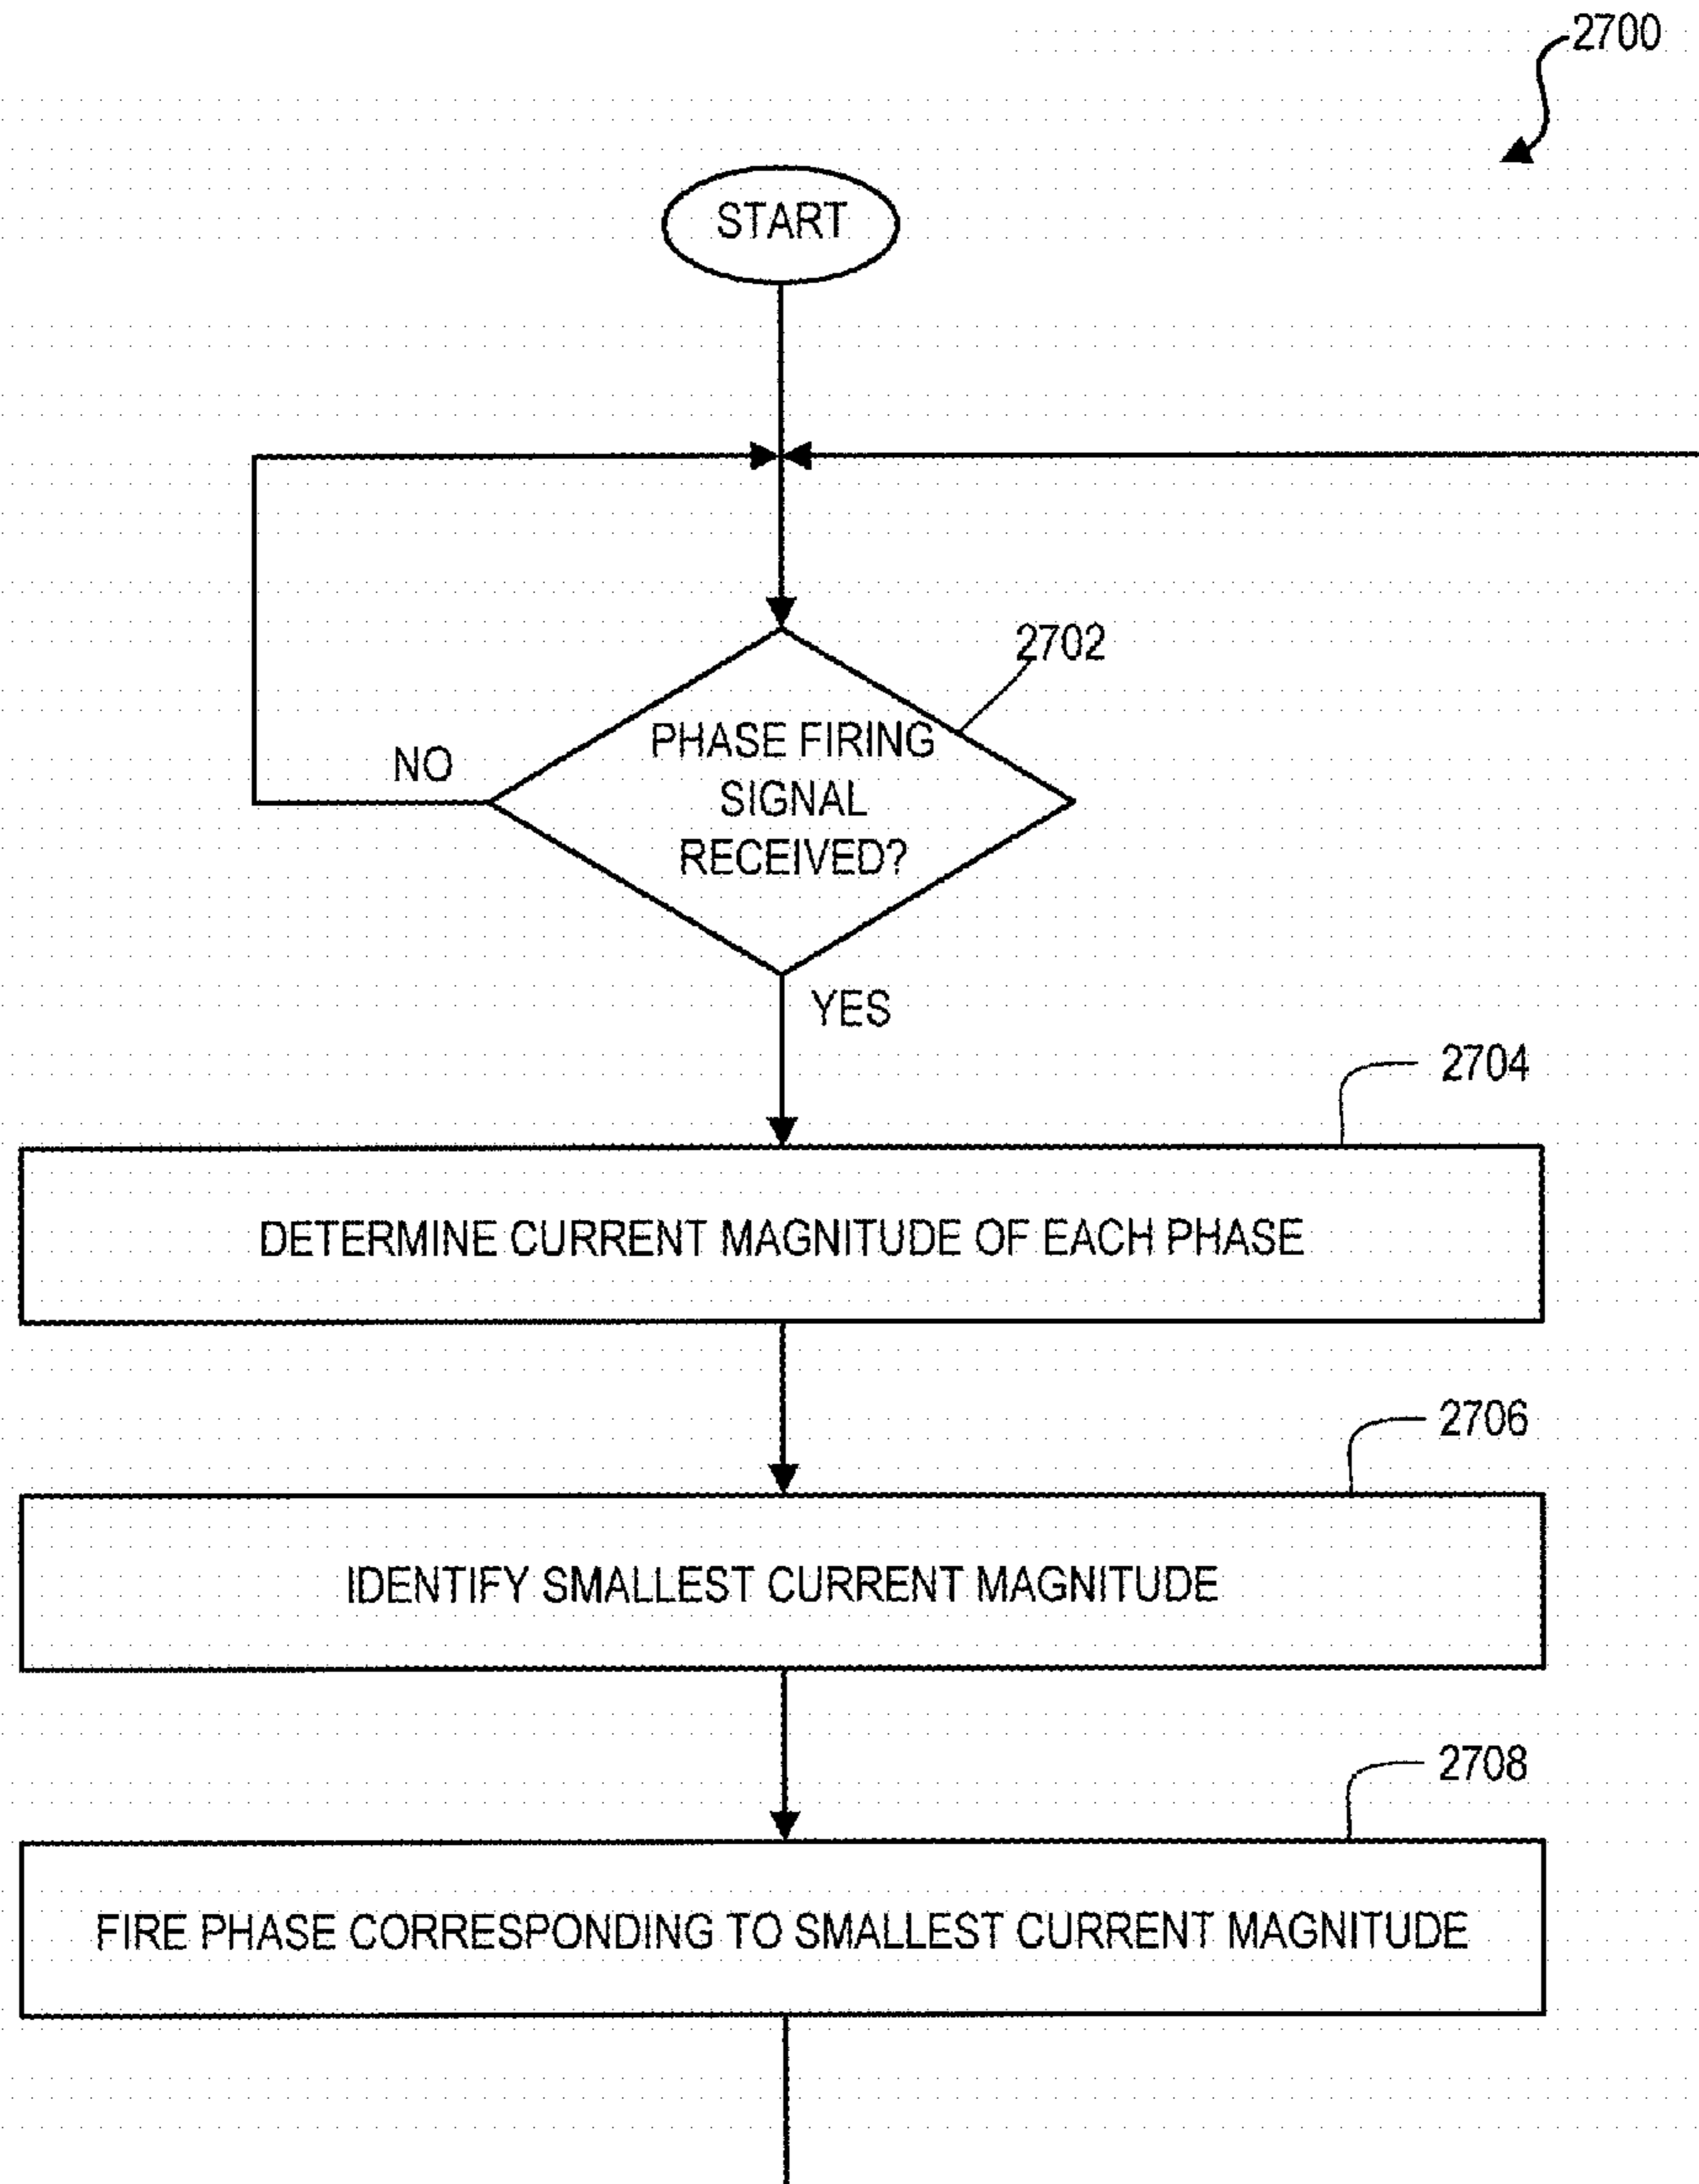 2700
START
2702
PHASE FIRING
SIGNAL
RECEIVED?
NO
YES
2704
DETERMINE CURRENT MAGNITUDE OF EACH PHASE
2706
IDENTIFY SMALLEST CURRENT MAGNITUDE
2708
FIRE PHASE CORRESPONDING TO SMALLEST CURRENT MAGNITUDE